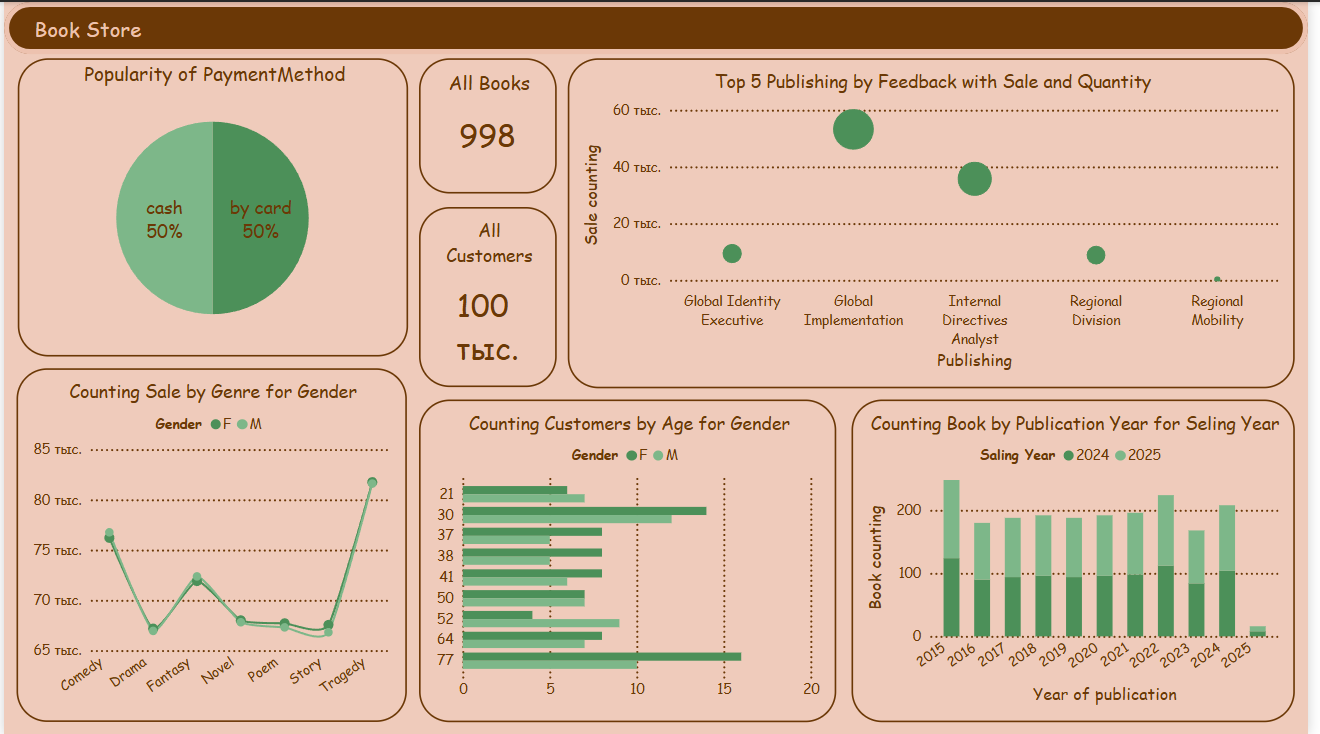 Book Store
Popularity of PaymentMethod
cash
50%
by card
50%
All Books
998
All
Customers
100
тыс.
Top 5 Publishing by Feedback with Sale and Quantity
Sale counting
60 тыс.
40 тыс.
20 тыс.
0 тыс.
Global Identity
Executive
Global
Implementation
Internal
Directives
Analyst
Regional
Division
Regional
Mobility
Publishing
Counting Sale by Genre for Gender
Gender F M
85 тыс.
80 тыс.
75 тыс.
70 тыс.
65 тыс.
Comedy
Drama
Fantasy
Novel
Poem
Story
Tragedy
Counting Customers by Age for Gender
Gender F M
21
30
37
38
41
50
52
64
77
0 5 10 15 20
Counting Book by Publication Year for Seling Year
Saling Year 2024 2025
Book counting
200
100
0
2015
2016
2017
2018
2019
2020
2021
2022
2023
2024
2025
Year of publication